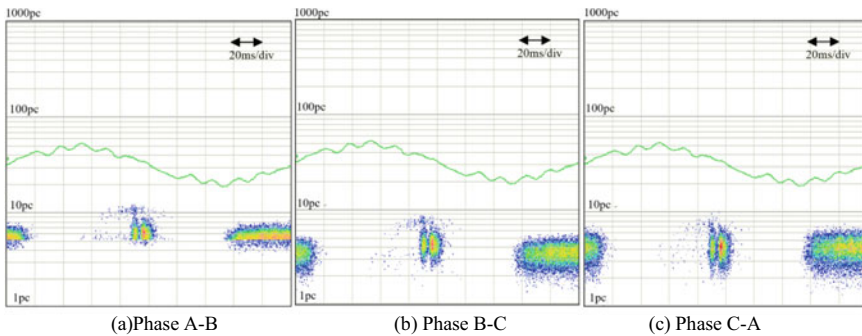 1000pc
20ms/div
100pc
10pc
1pc
(a)Phase A-B
1000pc
20ms/div
100pc
10pc
1pc
(b) Phase B-C
1000pc
20ms/div
100pc
10pc
1pc
(c) Phase C-A